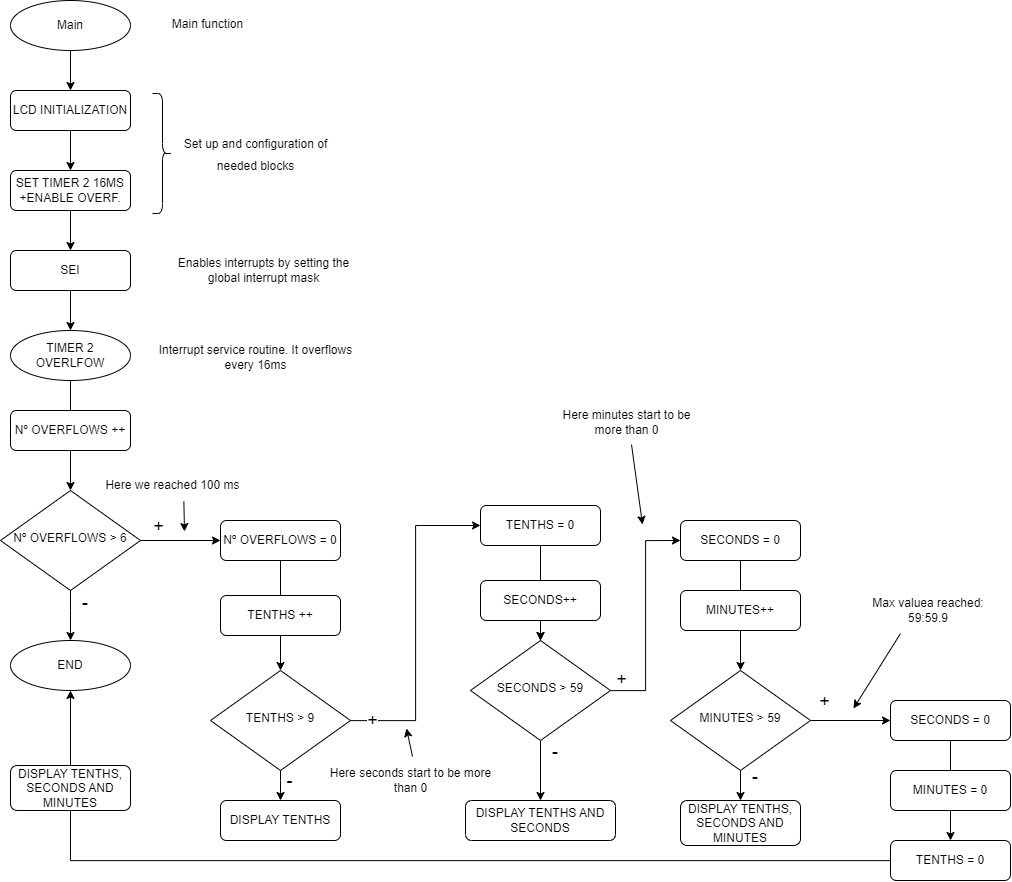 Main
Main function
LCD INITIALIZATION
Set up and configuration of
needed blocks
SET TIMER 2 16MS
+ENABLE OVERF.
SEI
Enables interrupts by setting the
global interrupt mask
TIMER 2
OVERLFOW
Interrupt service routine. It overflows
every 16ms
Nº OVERFLOWS ++
Nº OVERFLOWS > 6
+
-
Here we reached 100 ms
END
Nº OVERFLOWS = 0
TENTHS ++
TENTHS > 9
+
-
Here seconds start to be more
than 0
DISPLAY TENTHS
TENTHS = 0
SECONDS++
SECONDS > 59
+
-
DISPLAY TENTHS AND
SECONDS
Here minutes start to be
more than 0
SECONDS = 0
MINUTES++
MINUTES > 59
+
-
DISPLAY TENTHS,
SECONDS AND
MINUTES
Max valuea reached:
59:59.9
SECONDS = 0
MINUTES = 0
TENTHS = 0
DISPLAY TENTHS,
SECONDS AND
MINUTES